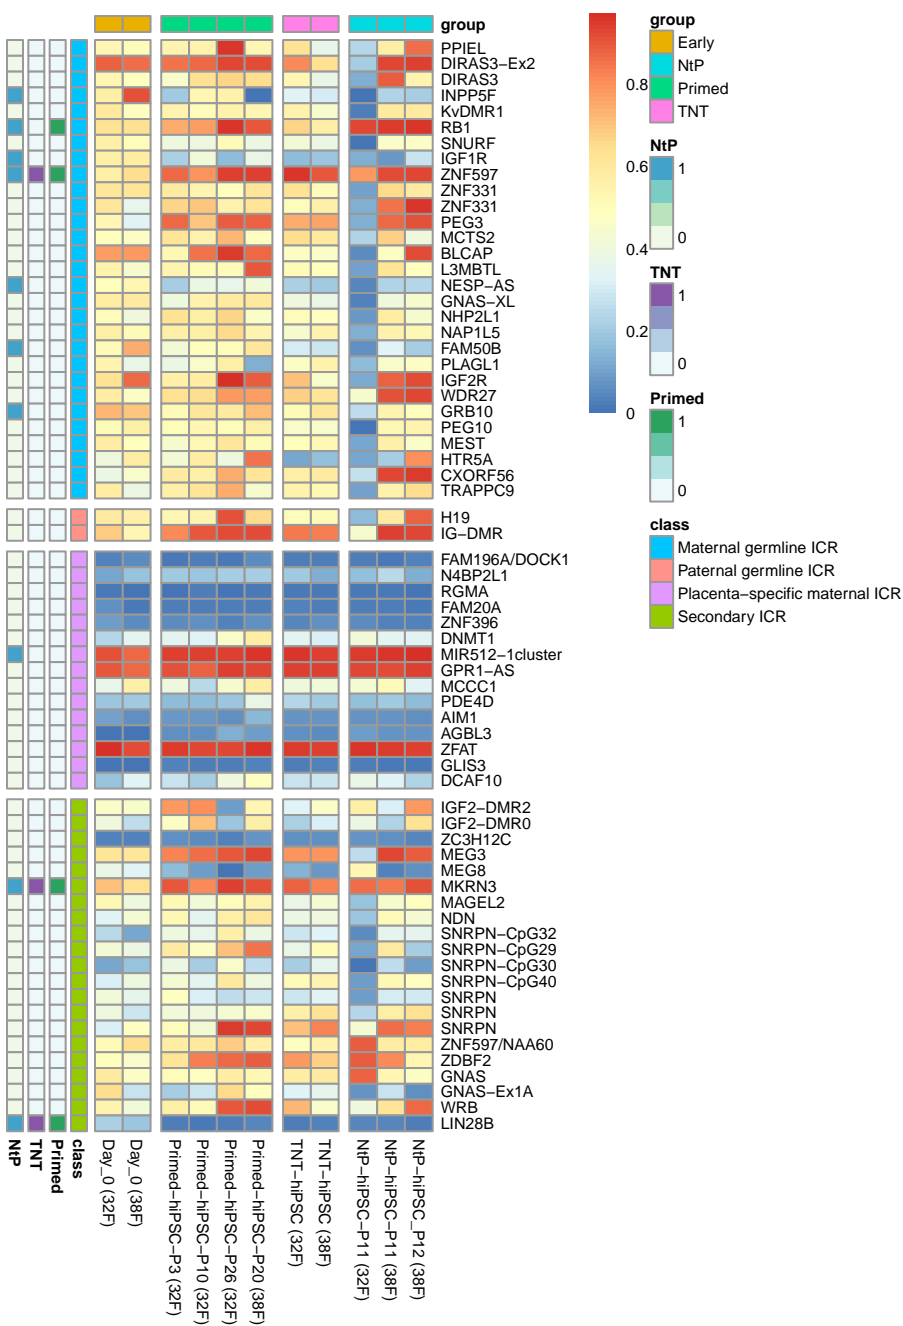 group
PPIEL
DIRAS3−Ex2
DIRAS3
INPP5F
KvDMR1
RB1
SNURF
IGF1R
ZNF597
ZNF331
ZNF331
PEG3
MCTS2
BLCAP
L3MBTL
NESP−AS
GNAS−XL
NHP2L1
NAP1L5
FAM50B
PLAGL1
IGF2R
WDR27
GRB10
PEG10
MEST
HTR5A
CXORF56
TRAPPC9
H19
IG−DMR
FAM196A/DOCK1
N4BP2L1
RGMA
FAM20A
ZNF396
DNMT1
MIR512−1cluster
GPR1−AS
MCCC1
PDE4D
AIM1
AGBL3
ZFAT
GLIS3
DCAF10
IGF2−DMR2
IGF2−DMR0
ZC3H12C
MEG3
MEG8
MKRN3
MAGEL2
NDN
SNRPN−CpG32
SNRPN−CpG29
SNRPN−CpG30
SNRPN−CpG40
SNRPN
SNRPN
SNRPN
ZNF597/NAA60
ZDBF2
GNAS
GNAS−Ex1A
WRB
LIN28B
NtP
TNT
Primed
class
Day_0 (32F)
Day_0 (38F)
Primed−hiPSC−P3 (32F)
Primed−hiPSC−P10 (32F)
Primed−hiPSC−P26 (32F)
Primed−hiPSC−P20 (38F)
TNT−hiPSC (32F)
TNT−hiPSC (38F)
NtP−hiPSC−P11 (32F)
NtP−hiPSC−P11 (38F)
NtP−hiPSC_P12 (38F)
0.8
0.6
0.4
0.2
0
group
Early
NtP
Primed
TNT
NtP
1
0
TNT
1
0
Primed
1
0
class
Maternal germline ICR
Paternal germline ICR
Placenta−specific maternal ICR
Secondary ICR